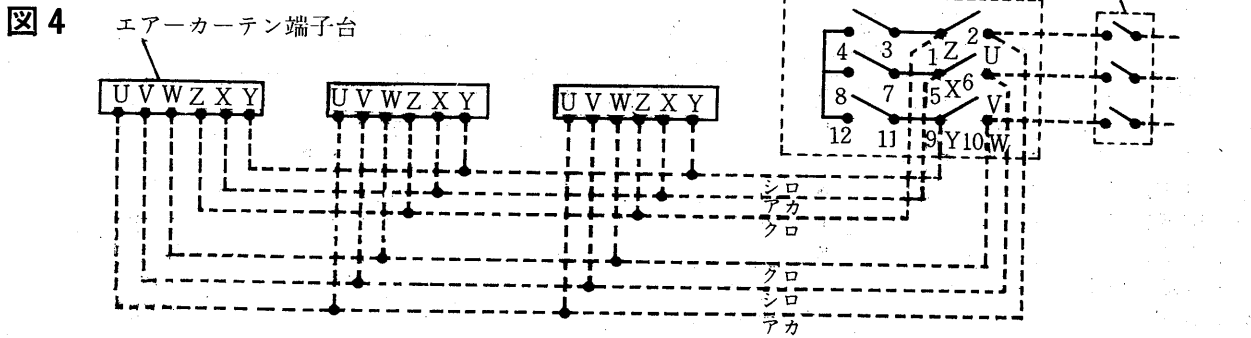 図4
エアーカーテン端子台
U V W Z X Y
U V W Z X Y
U V W Z X Y
4 3 1 Z 2 U
8 7 5 X 6 V
12 11 9 Y 10 W
シロ
アカ
クロ
クロ
シロ
アカ